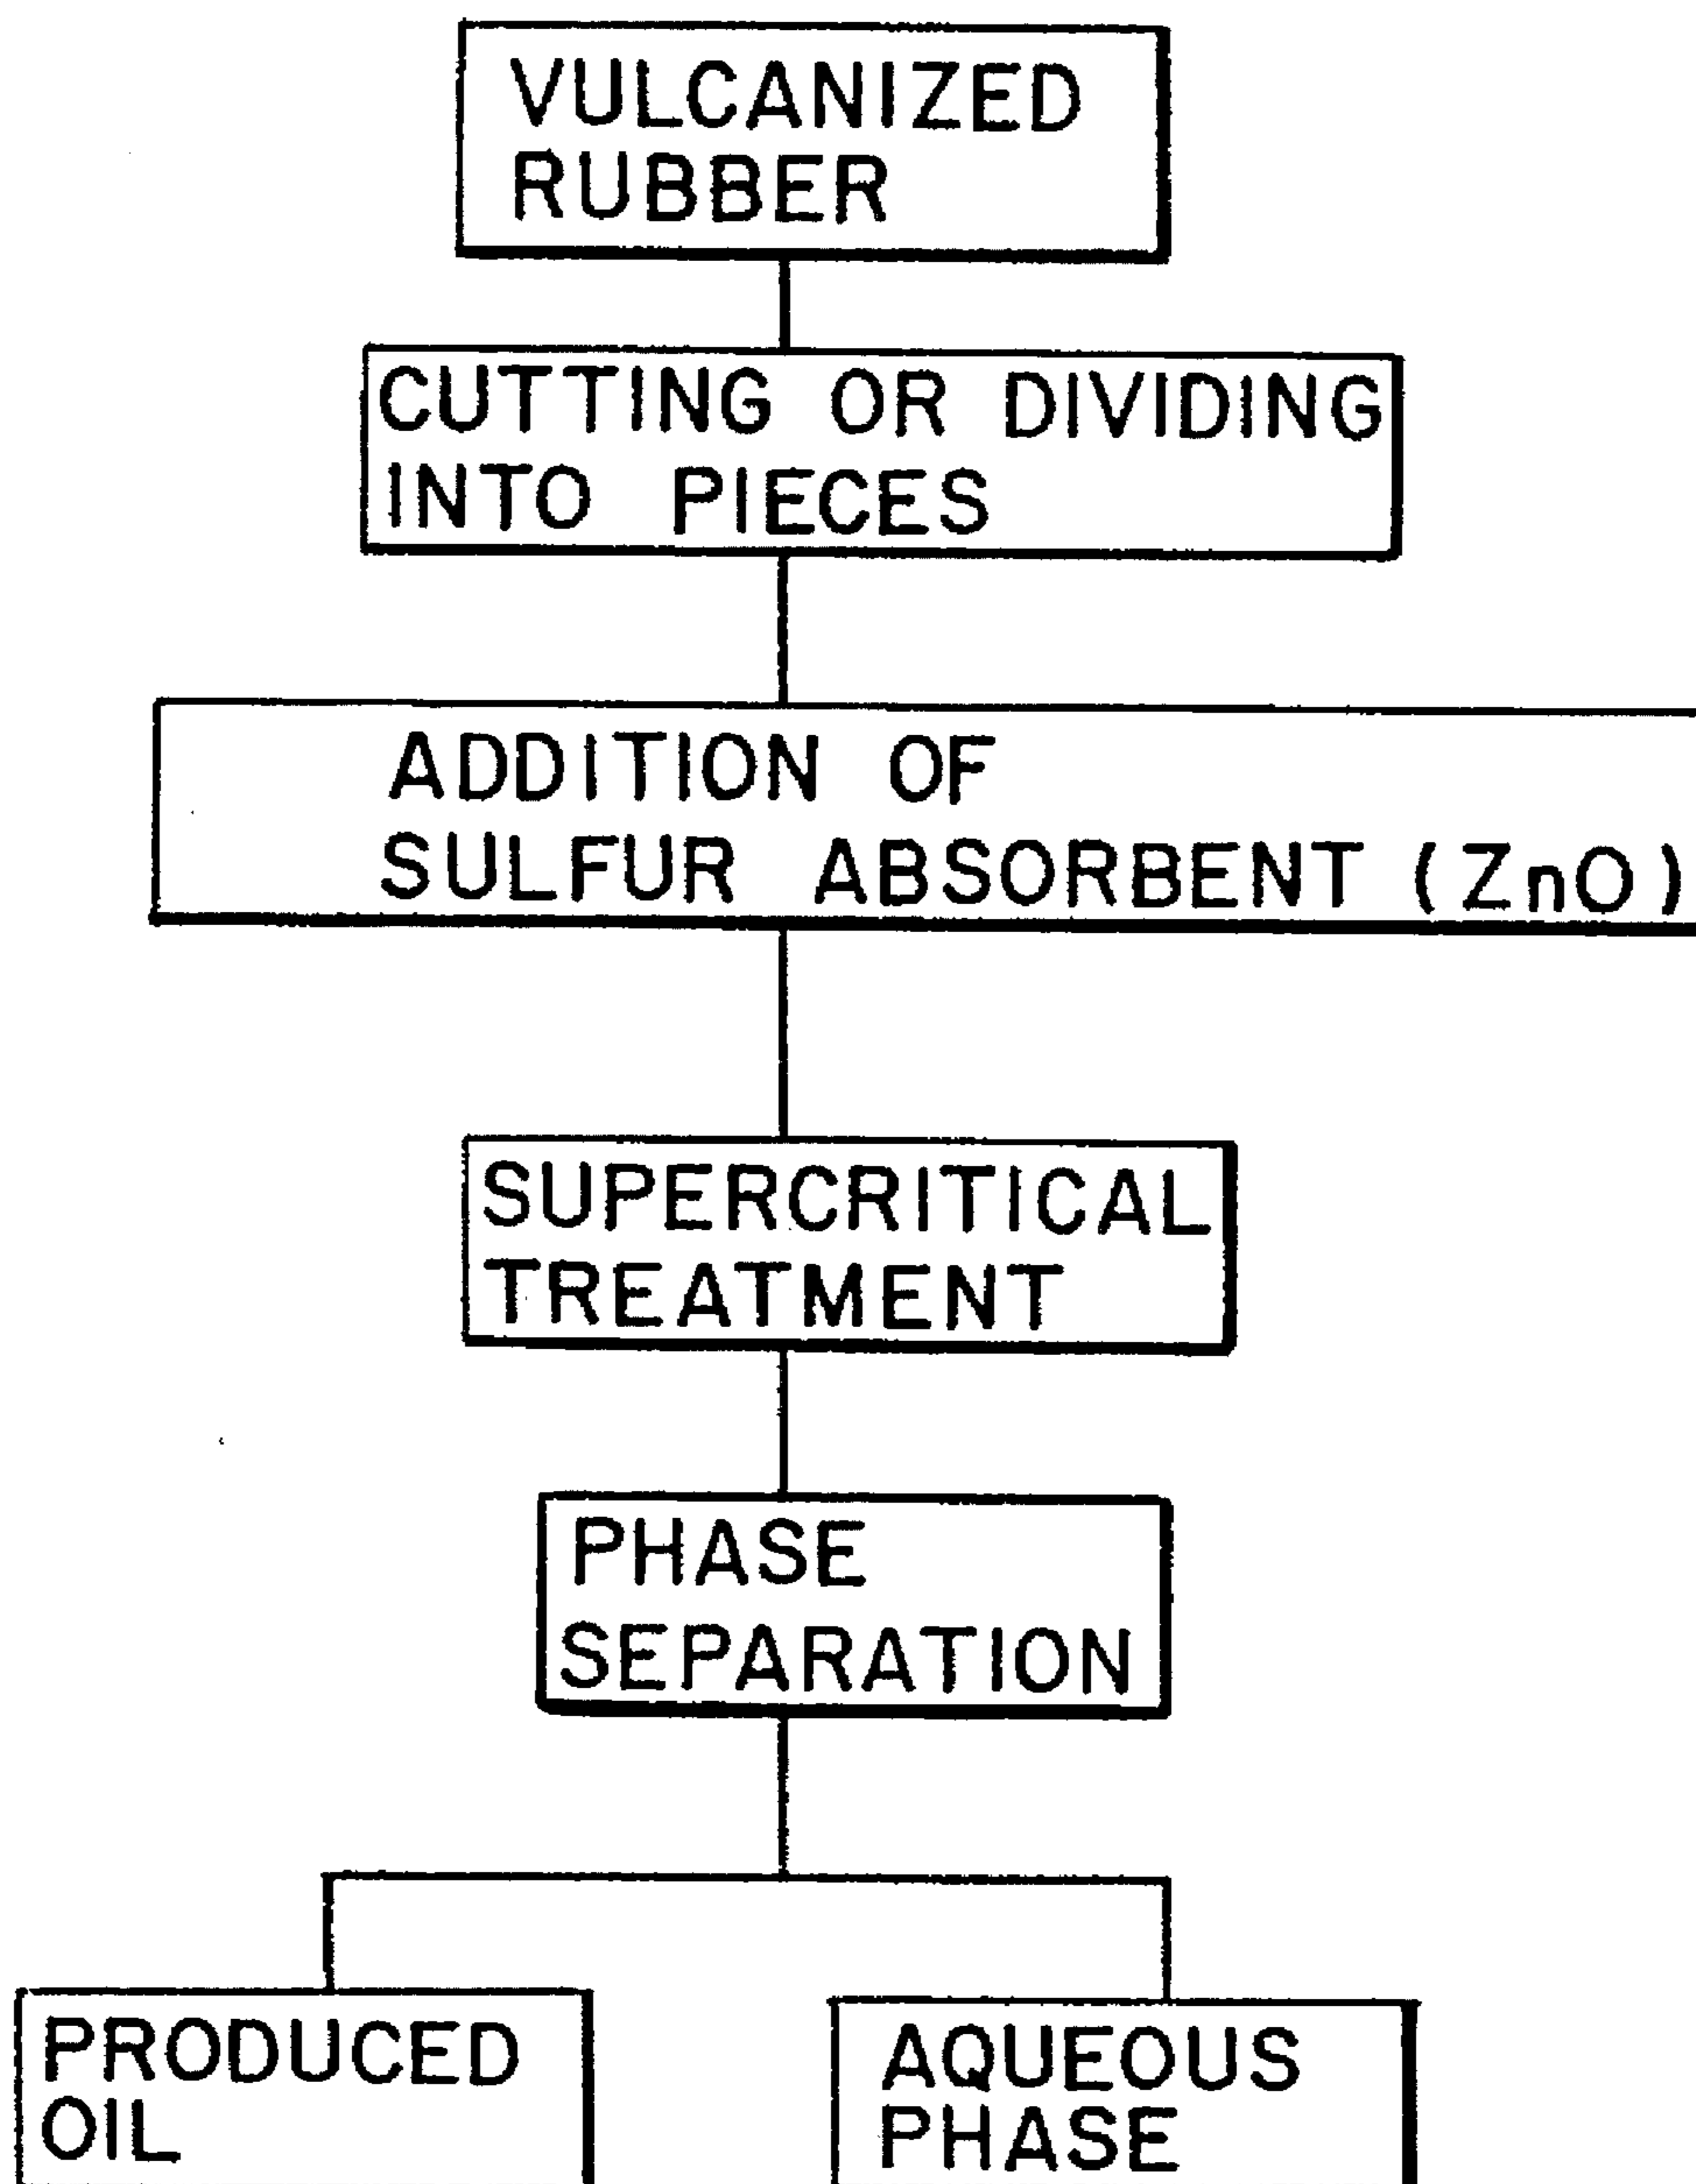 VULCANIZED
RUBBER
CUTTING OR DIVIDING
INTO PIECES
ADDITION OF
SULFUR ABSORBENT (ZnO)
SUPERCRITICAL
TREATMENT
PHASE
SEPARATION
PRODUCED
OIL
AQUEOUS
PHASE